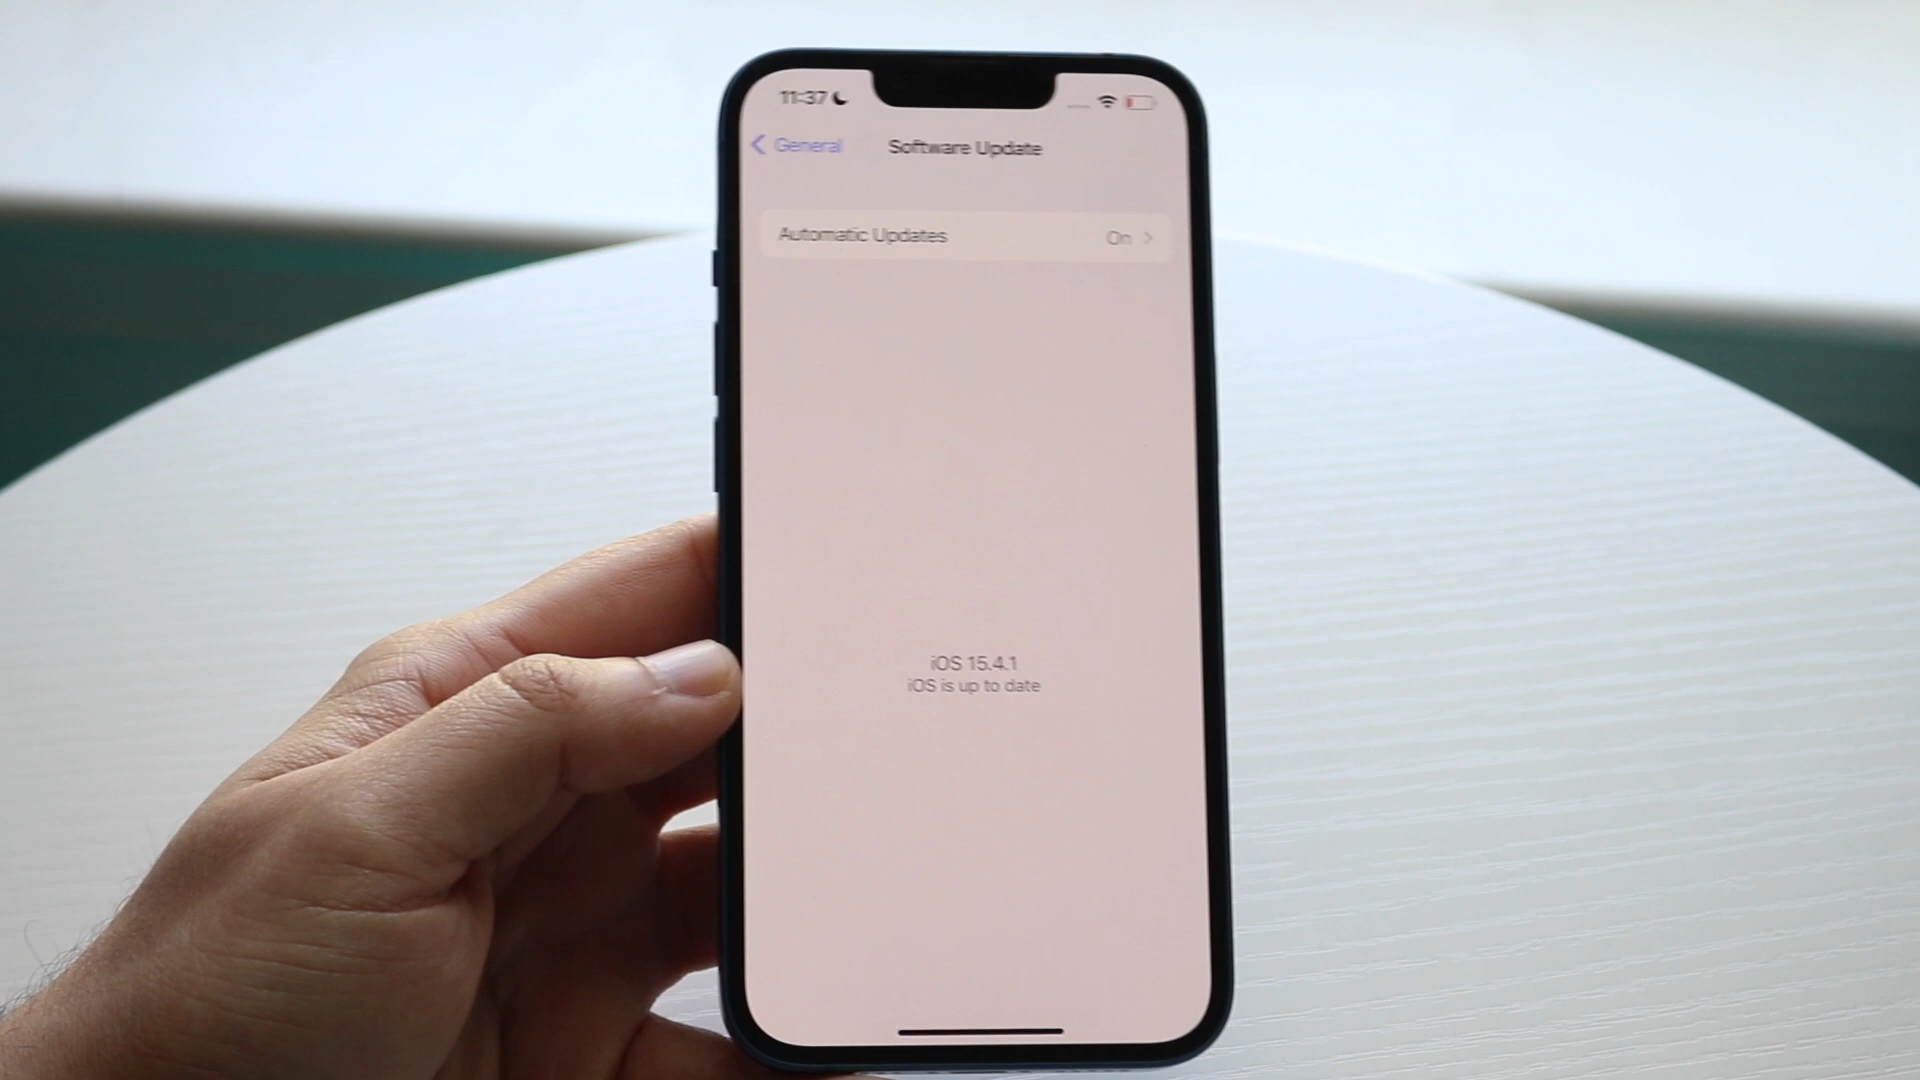 11:37
General
Software Update
Automatic Updates On
iOS 15.4.1
iOS is up to date